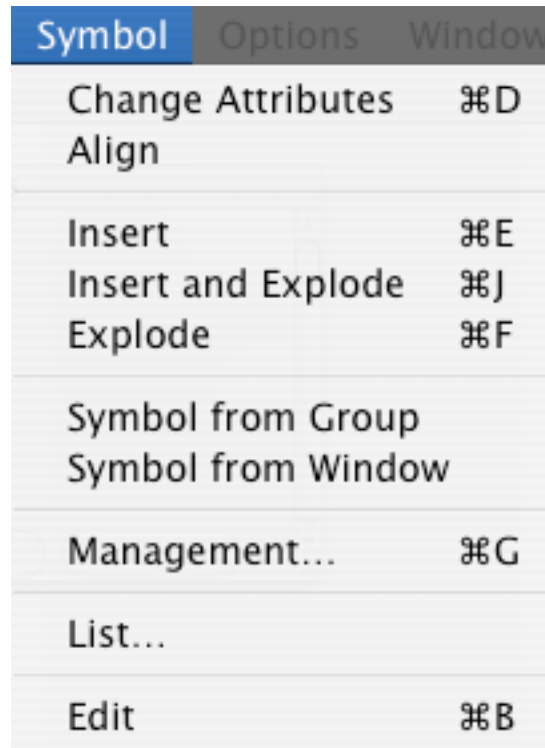 Symbol Options Window
Change Attributes ⌘D
Align
Insert ⌘E
Insert and Explode ⌘J
Explode ⌘F
Symbol from Group
Symbol from Window
Management... ⌘G
List...
Edit ⌘B